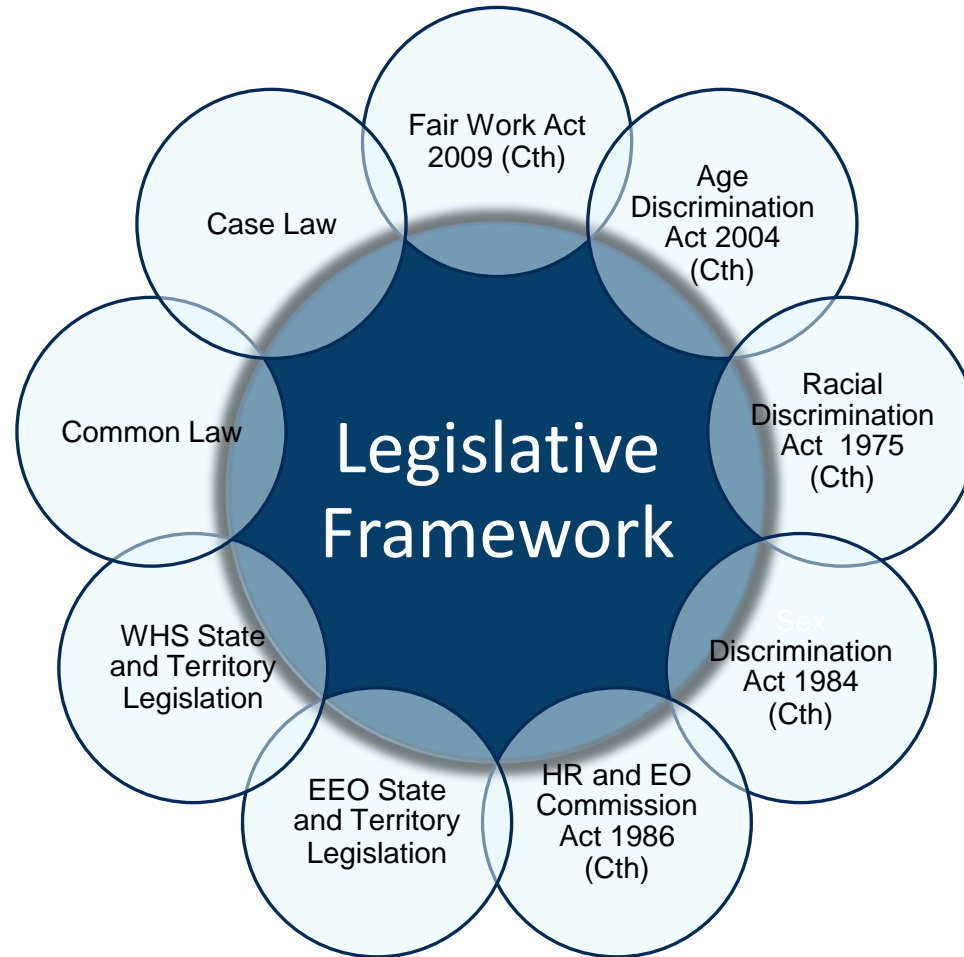 Fair Work Act
2009 (Cth)
Age
Discrimination
Act 2004
(Cth)
Racial
Discrimination
Act 1975
(Cth)
Sex
Discrimination
Act 1984
(Cth)
HR and EO
Commission
Act 1986
(Cth)
EEO State
and Territory
Legislation
WHS State
and Territory
Legislation
Common Law
Case Law
Legislative
Framework